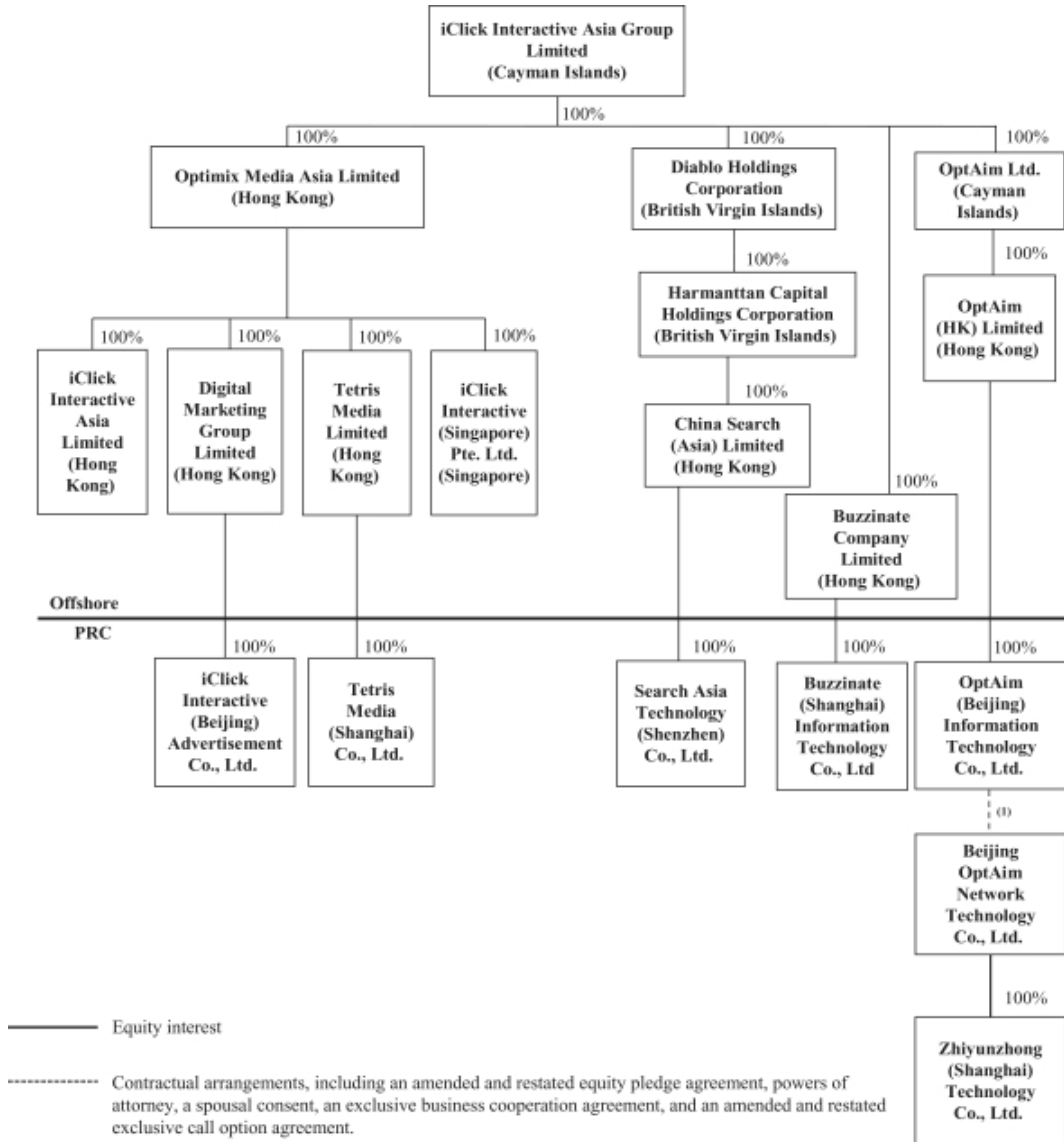 iClick Interactive Asia Group
Limited
(Cayman Islands)
100%
100%
100%
100%
Optimix Media Asia Limited
(Hong Kong)
Diablo Holdings
Corporation
(British Virgin Islands)
OptAim Ltd.
(Cayman
Islands)
100%
100%
Harmanttan Capital
Holdings Corporation
(British Virgin Islands)
OptAim
(HK) Limited
(Hong Kong)
100%
100%
100%
100%
iClick
Interactive
Asia
Limited
(Hong
Kong)
Digital
Marketing
Group
Limited
(Hong Kong)
Tetris
Media
Limited
(Hong
Kong)
iClick
Interactive
(Singapore)
Pte. Ltd.
(Singapore)
100%
China Search
(Asia) Limited
(Hong Kong)
100%
Buzzinate
Company
Limited
(Hong Kong)
Offshore
PRC
100%
100%
100%
100%
100%
iClick
Interactive
(Beijing)
Advertisement
Co., Ltd.
Tetris
Media
(Shanghai)
Co., Ltd.
Search Asia
Technology
(Shenzhen)
Co., Ltd.
Buzzinate
(Shanghai)
Information
Technology
Co., Ltd
OptAim
(Beijing)
Information
Technology
Co., Ltd.
(1)
Beijing
OptAim
Network
Technology
Co., Ltd.
100%
Zhiyunzhong
(Shanghai)
Technology
Co., Ltd.
Equity interest
Contractual arrangements, including an amended and restated equity pledge agreement, powers of
attorney, a spousal consent, an exclusive business cooperation agreement, and an amended and restated
exclusive call option agreement.